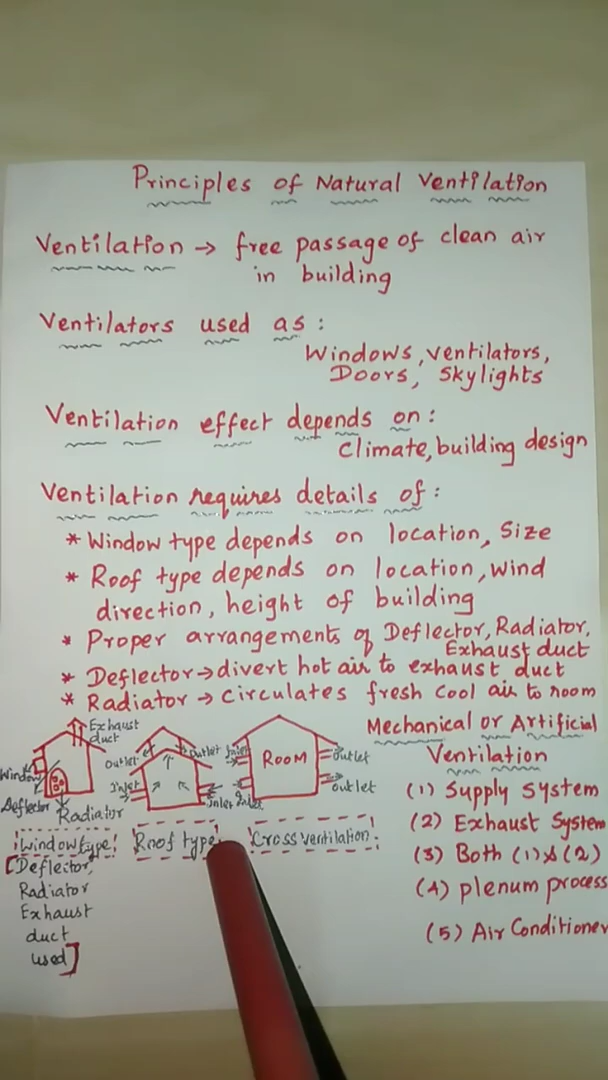 Principles of Natural Ventilation
Ventilation → free passage of clean air
in building
Ventilators used as :
Windows, ventilators,
Doors, Skylights
Ventilation effect depends on :
Climate, building design
Ventilation requires details of :
* Window type depends on location, Size
* Roof type depends on location, wind
direction, height of building
* Proper arrangements of Deflector, Radiator,
Exhaust duct
* Deflector → divert hot air to exhaust duct
* Radiator → circulates fresh cool air to room
Exhaust
duct
Window
Deflector
Radiator
Outlet
Outlet
Inlet
Inlet
Inlet
ROOM
Outlet
Inlet
Outlet
Window type
[Deflector,
Radiator
Exhaust
duct
used]
Roof type
Cross ventilation
Mechanical or Artificial
Ventilation
(1) Supply System
(2) Exhaust System
(3) Both (1) & (2)
(4) plenum process
(5) Air Conditioner